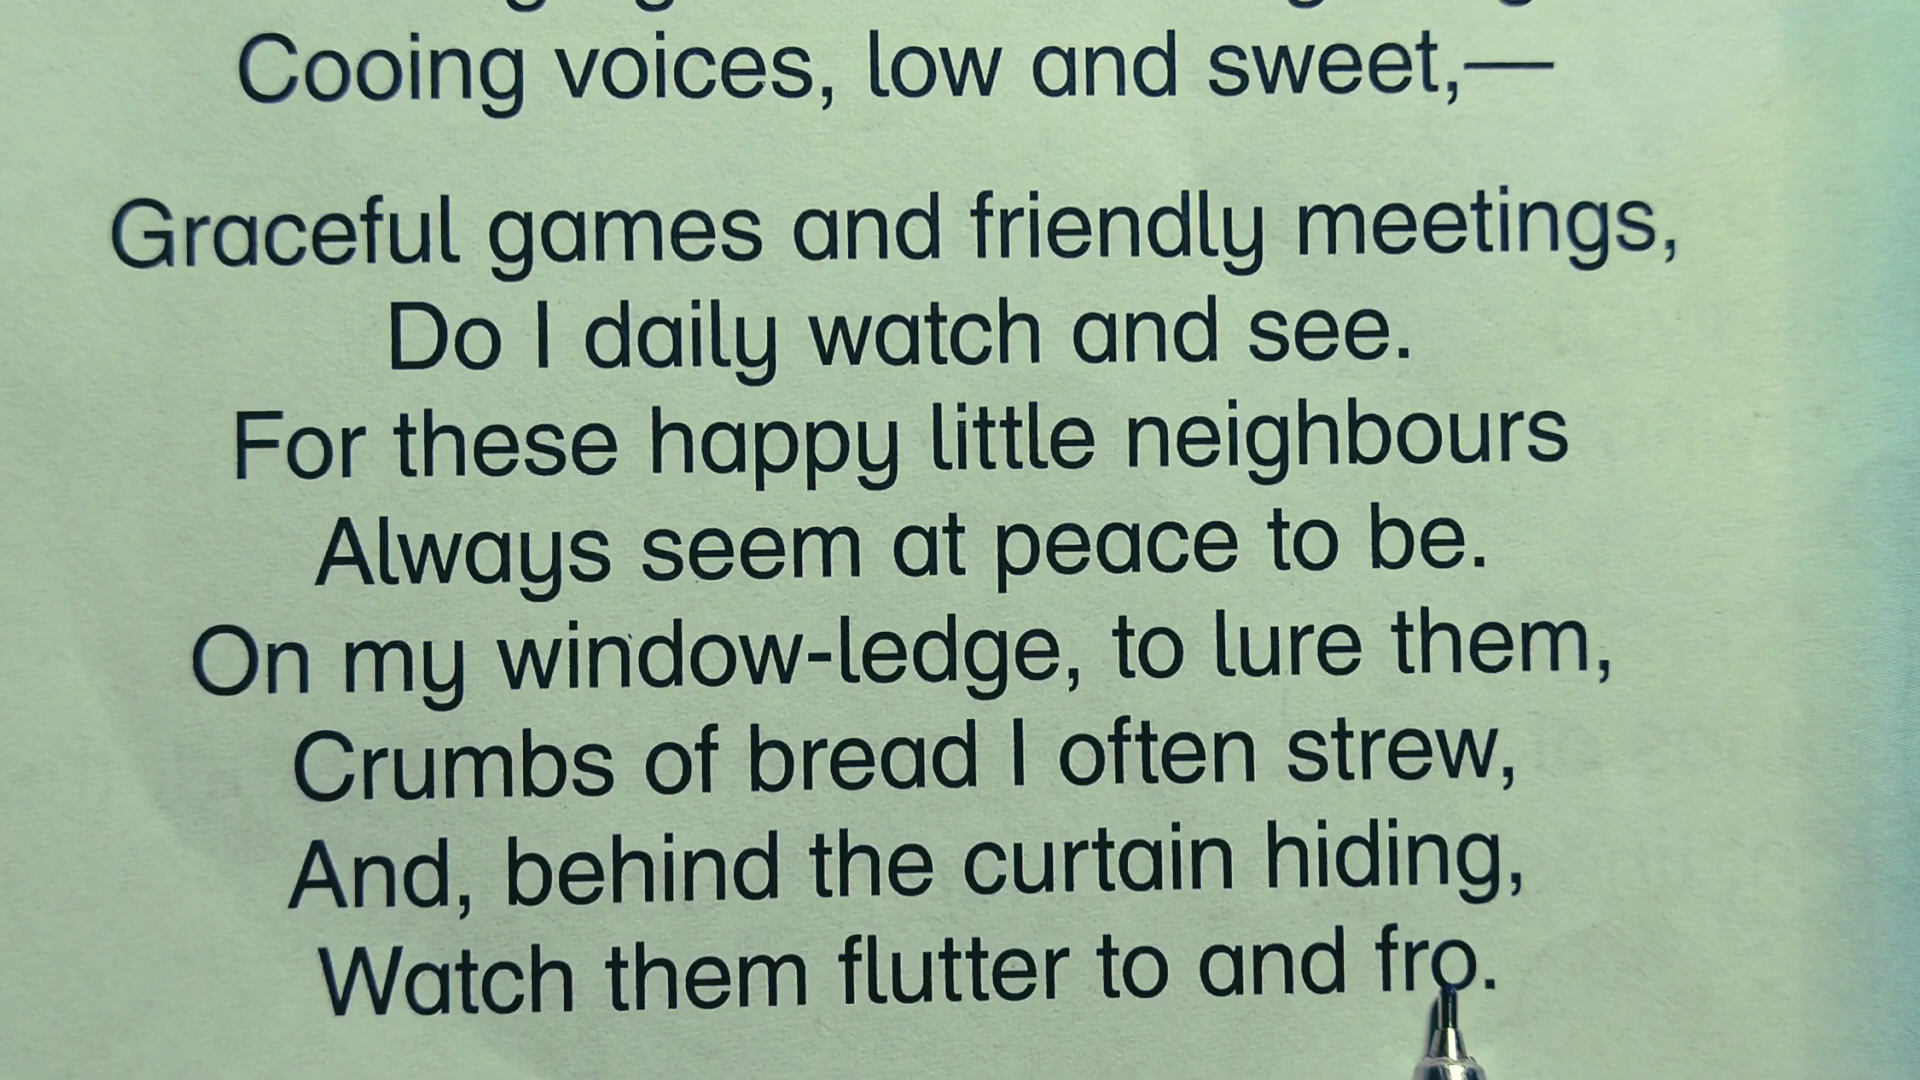 Cooing voices, low and sweet,—
Graceful games and friendly meetings,
Do I daily watch and see.
For these happy little neighbours
Always seem at peace to be.
On my window-ledge, to lure them,
Crumbs of bread I often strew,
And, behind the curtain hiding,
Watch them flutter to and fro.